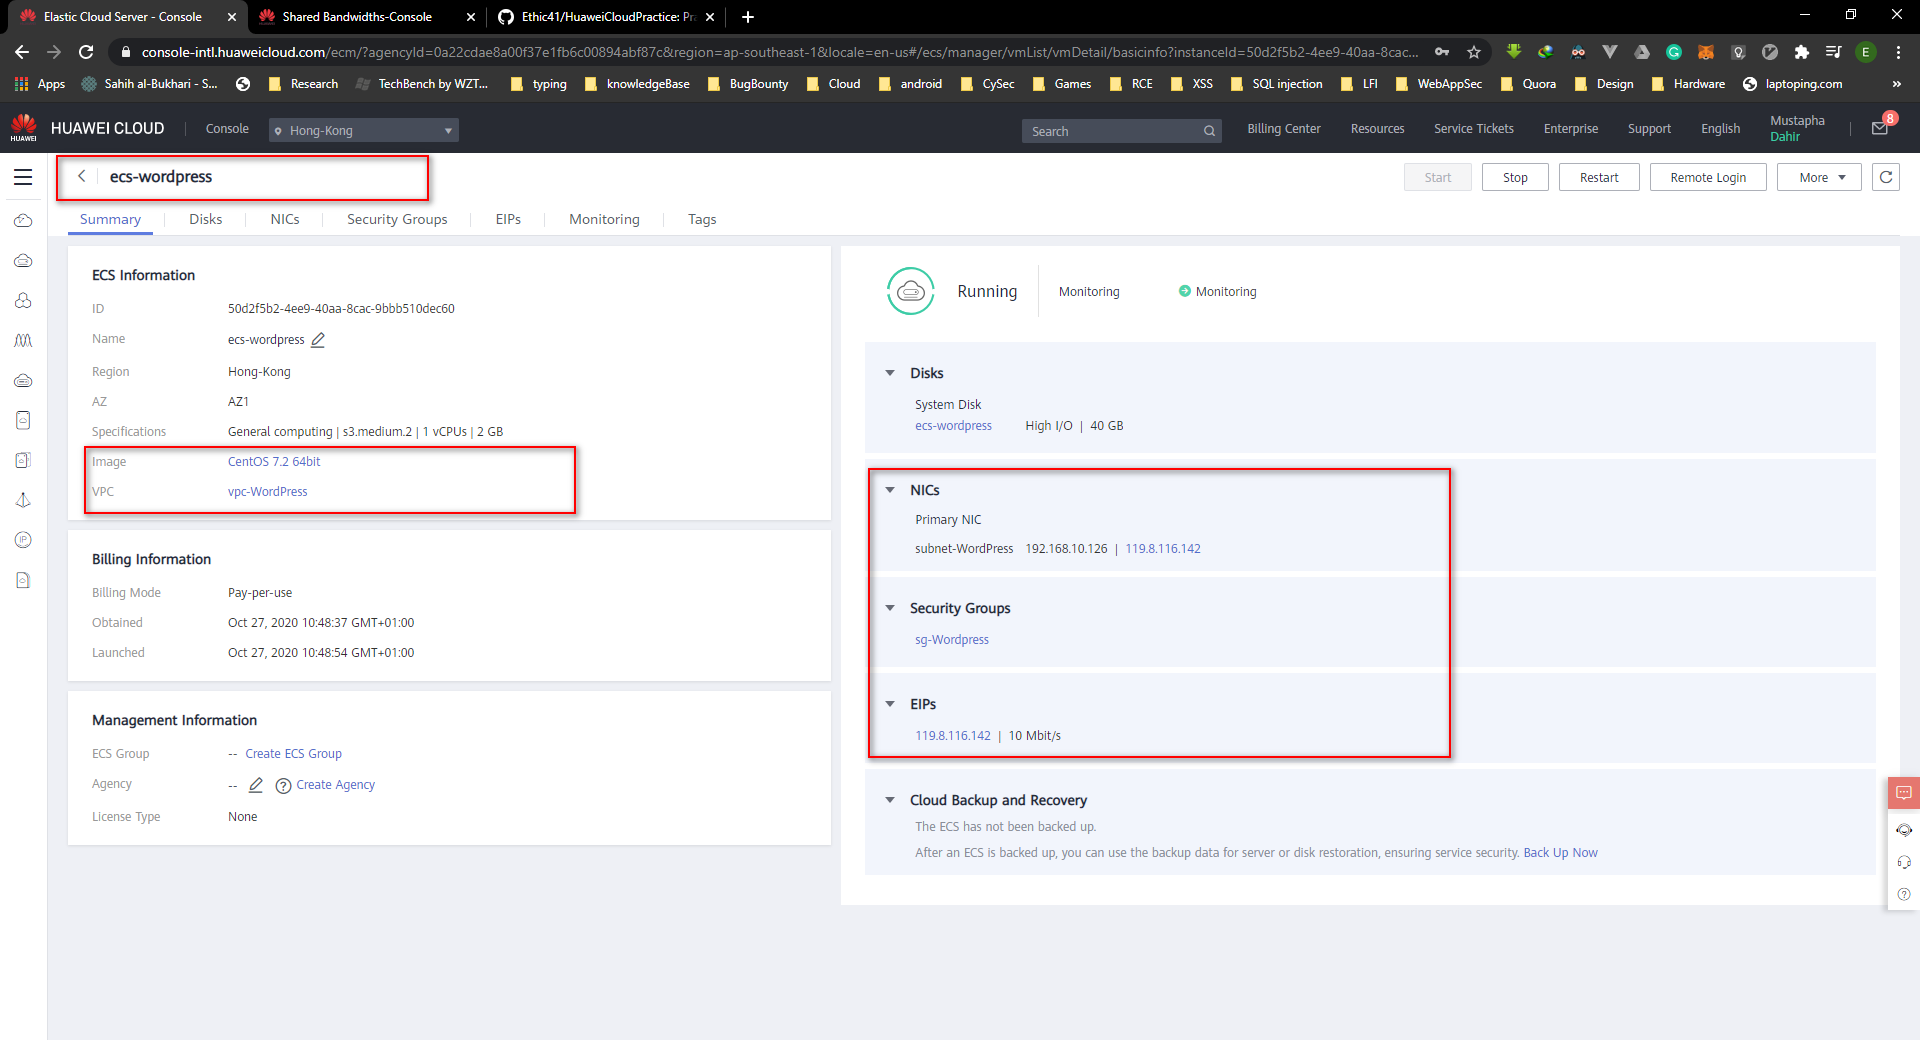 Elastic Cloud Server - Console
Shared Bandwidths-Console
Ethic41/HuaweiCloudPractice: Pra
console-intl.huaweicloud.com/ecm/?agencyId=0a22cdae8a00f37e1fb6c00894abf87c&region=ap-southeast-1&locale=en-us#/ecs/manager/vmList/vmDetail/basicinfo?instanceId=50d2f5b2-4ee9-40aa-8cac...
E
Apps
Sahih al-Bukhari - S...
Research
TechBench by WZT...
typing
knowledgeBase
BugBounty
Cloud
android
CySec
Games
RCE
XSS
SQL injection
LFI
WebAppSec
Quora
Design
Hardware
laptoping.com
»
HUAWEI
HUAWEI CLOUD
Console
Hong-Kong
Search
Billing Center
Resources
Service Tickets
Enterprise
Support
English
Mustapha
Dahir
8
ecs-wordpress
Start
Stop
Restart
Remote Login
More
Summary
Disks
NICs
Security Groups
EIPs
Monitoring
Tags
ECS Information
ID 50d2f5b2-4ee9-40aa-8cac-9bbb510dec60
Name ecs-wordpress
Region Hong-Kong
AZ AZ1
Specifications General computing | s3.medium.2 | 1 vCPUs | 2 GB
Image CentOS 7.2 64bit
VPC vpc-WordPress
Billing Information
Billing Mode Pay-per-use
Obtained Oct 27, 2020 10:48:37 GMT+01:00
Launched Oct 27, 2020 10:48:54 GMT+01:00
Management Information
ECS Group -- Create ECS Group
Agency -- Create Agency
License Type None
Running
Monitoring
Monitoring
Disks
System Disk
ecs-wordpress High I/O | 40 GB
NICs
Primary NIC
subnet-WordPress 192.168.10.126 | 119.8.116.142
Security Groups
sg-Wordpress
EIPs
119.8.116.142 | 10 Mbit/s
Cloud Backup and Recovery
The ECS has not been backed up.
After an ECS is backed up, you can use the backup data for server or disk restoration, ensuring service security. Back Up Now
IP